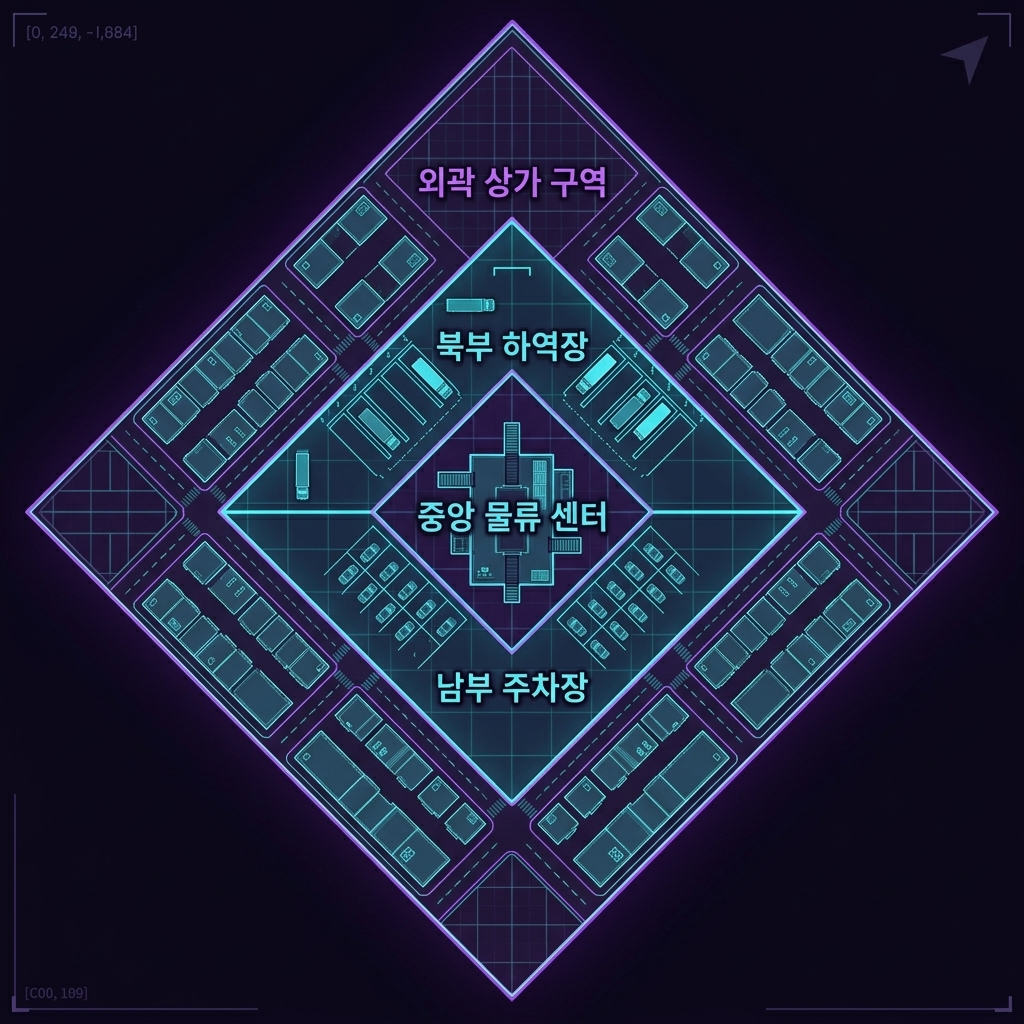 [0, 249, -1,884]
외곽 상가 구역
북부 하역장
중앙 물류 센터
남부 주차장
[C00, 109]